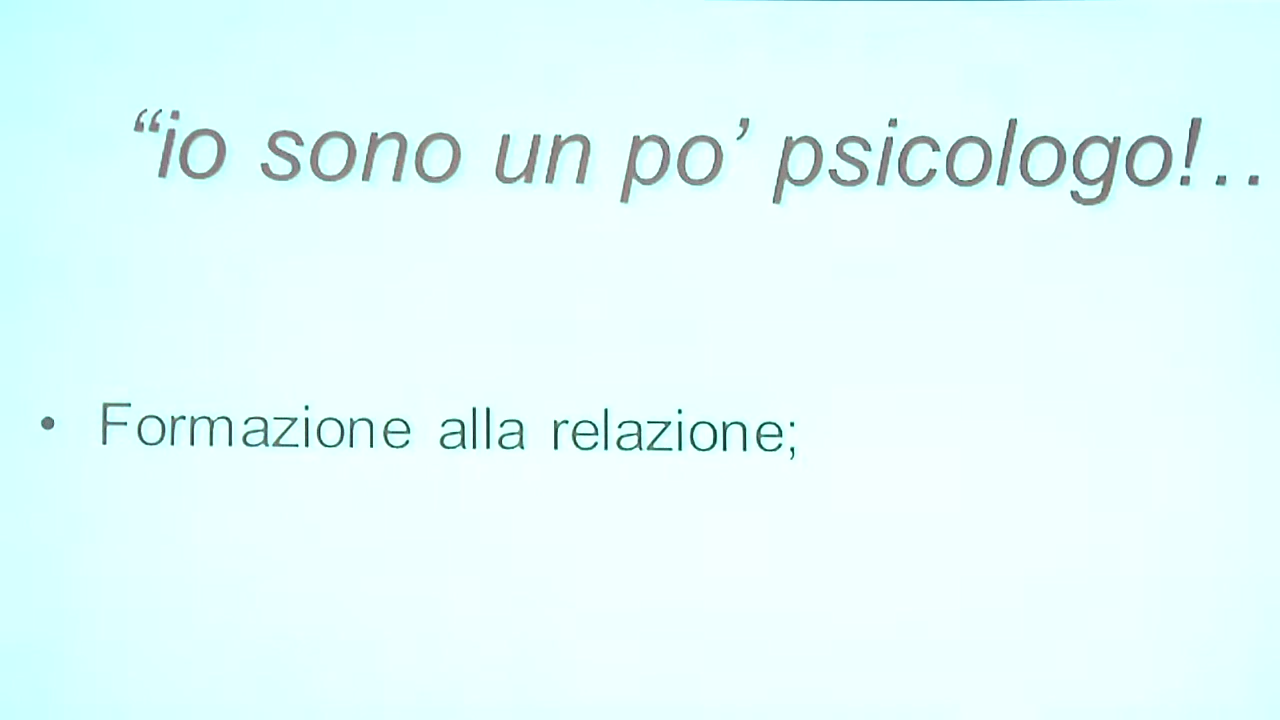 “io sono un po’ psicologo!..
• Formazione alla relazione;